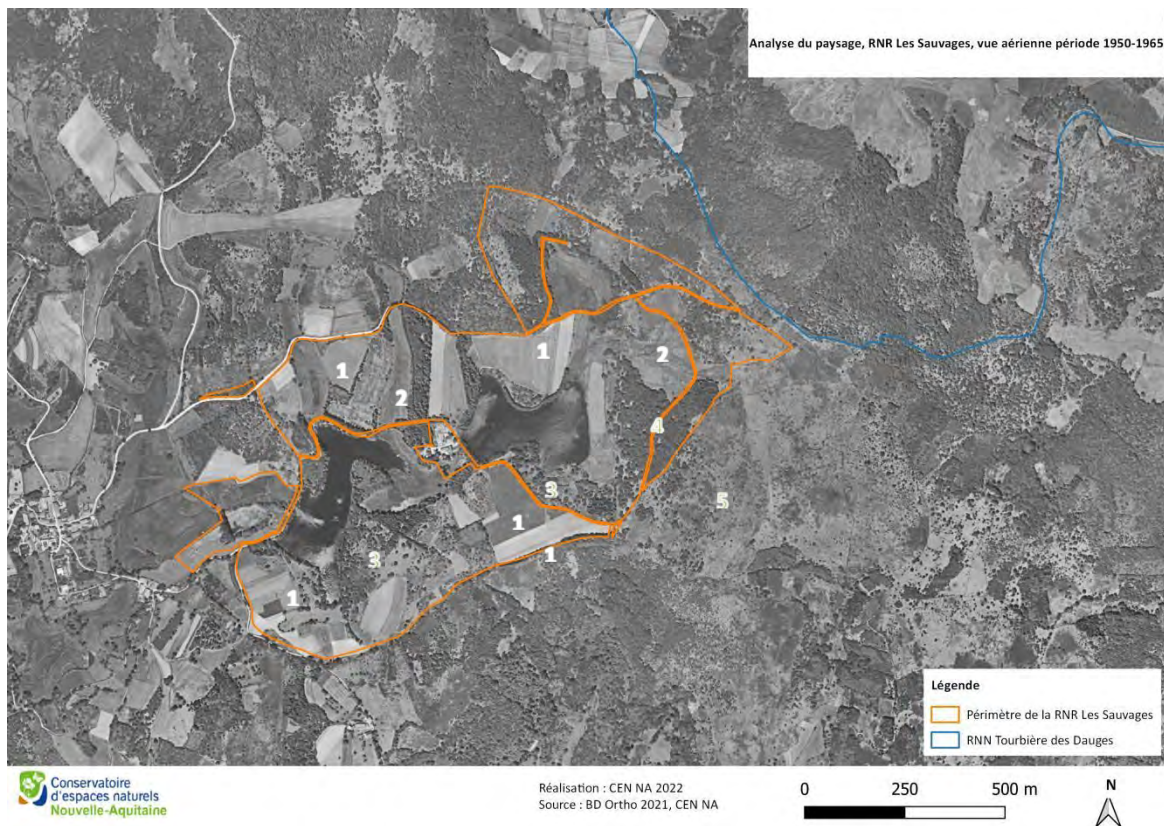 Analyse du paysage, RNR Les Sauvages, vue aérienne période 1950-1965
1
1
2
2
4
3
5
1
1
3
1
Légende
Périmètre de la RNR Les Sauvages
RNN Tourbière des Dauges
Conservatoire
d'espaces naturels
Nouvelle-Aquitaine
Réalisation : CEN NA 2022
Source : BD Ortho 2021, CEN NA
0 250 500 m
N